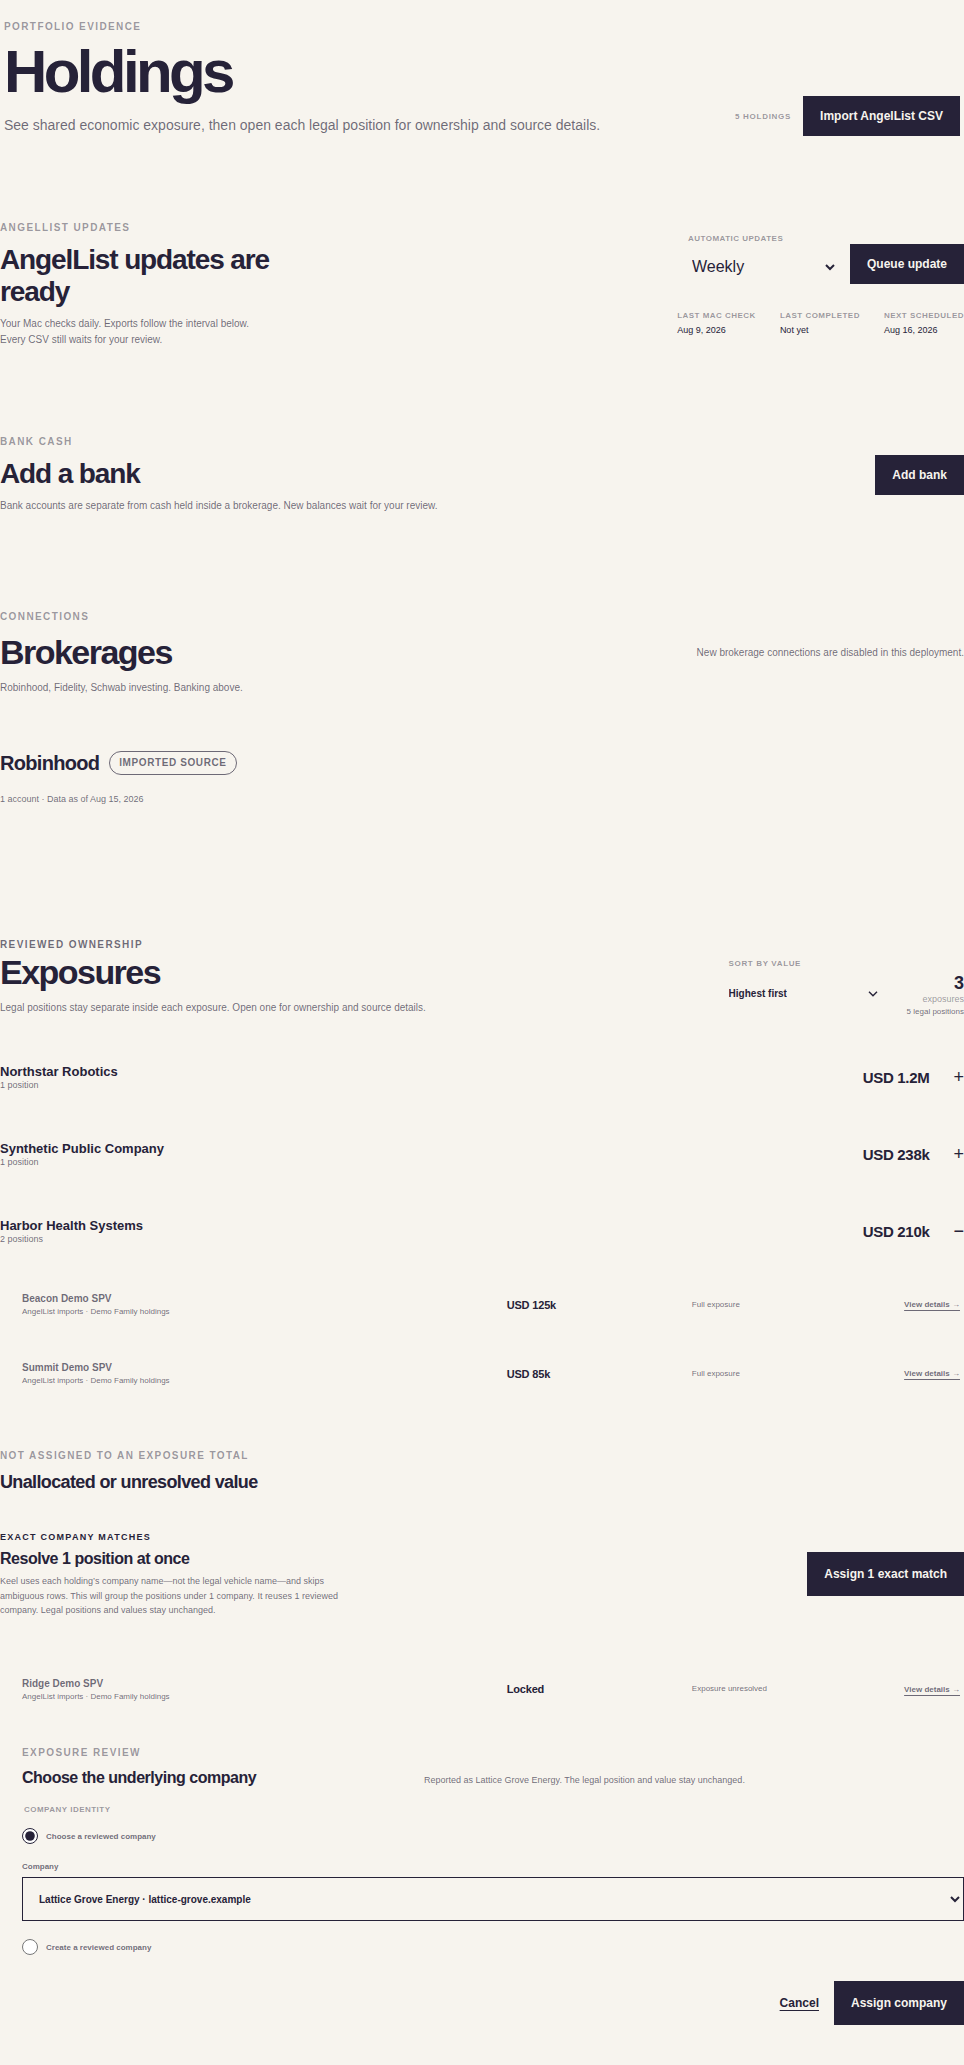 PORTFOLIO EVIDENCE
Holdings
See shared economic exposure, then open each legal position for ownership and source details.
5 HOLDINGS
Import AngelList CSV
ANGELLIST UPDATES
AngelList updates are
ready
Your Mac checks daily. Exports follow the interval below.
Every CSV still waits for your review.
AUTOMATIC UPDATES
Weekly
Queue update
LAST MAC CHECK
Aug 9, 2026
LAST COMPLETED
Not yet
NEXT SCHEDULED
Aug 16, 2026
BANK CASH
Add a bank
Bank accounts are separate from cash held inside a brokerage. New balances wait for your review.
Add bank
CONNECTIONS
Brokerages
Robinhood, Fidelity, Schwab investing. Banking above.
New brokerage connections are disabled in this deployment.
Robinhood
IMPORTED SOURCE
1 account · Data as of Aug 15, 2026
REVIEWED OWNERSHIP
Exposures
Legal positions stay separate inside each exposure. Open one for ownership and source details.
SORT BY VALUE
Highest first
3
exposures
5 legal positions
Northstar Robotics
1 position
USD 1.2M
+
Synthetic Public Company
1 position
USD 238k
+
Harbor Health Systems
2 positions
USD 210k
−
Beacon Demo SPV
AngelList imports · Demo Family holdings
USD 125k
Full exposure
View details →
Summit Demo SPV
AngelList imports · Demo Family holdings
USD 85k
Full exposure
View details →
NOT ASSIGNED TO AN EXPOSURE TOTAL
Unallocated or unresolved value
EXACT COMPANY MATCHES
Resolve 1 position at once
Keel uses each holding's company name—not the legal vehicle name—and skips
ambiguous rows. This will group the positions under 1 company. It reuses 1 reviewed
company. Legal positions and values stay unchanged.
Assign 1 exact match
Ridge Demo SPV
AngelList imports · Demo Family holdings
Locked
Exposure unresolved
View details →
EXPOSURE REVIEW
Choose the underlying company
Reported as Lattice Grove Energy. The legal position and value stay unchanged.
COMPANY IDENTITY
Choose a reviewed company
Company
Lattice Grove Energy · lattice-grove.example
Create a reviewed company
Cancel
Assign company